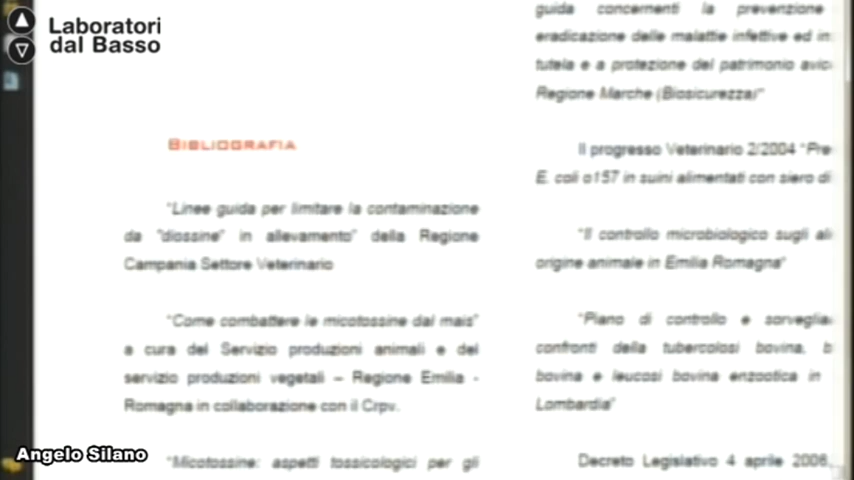 Laboratori
dal Basso
BIBLIOGRAFIA
"Linee guida per limitare la contaminazione
da "diossine" in allevamento" della Regione
Campania Settore Veterinario
"Come combattere le micotossine dal mais"
a cura del Servizio produzioni animali e del
servizio produzioni vegetali – Regione Emilia -
Romagna in collaborazione con il Crpv.
"Micotossine: aspetti tossicologici per gli
guida concernenti la prevenzione
eradicazione delle malattie infettive ed in
tutela e a protezione del patrimonio avic
Regione Marche (Biosicurezza)"
Il progresso Veterinario 2/2004 "Pre
E. coli o157 in suini alimentati con siero di
"Il controllo microbiologico sugli ali
origine animale in Emilia Romagna"
"Piano di controllo e sorveglia
confronti della tubercolosi bovina, b
bovina e leucosi bovina enzootica in
Lombardia"
Decreto Legislativo 4 aprile 2006,
Angelo Silano